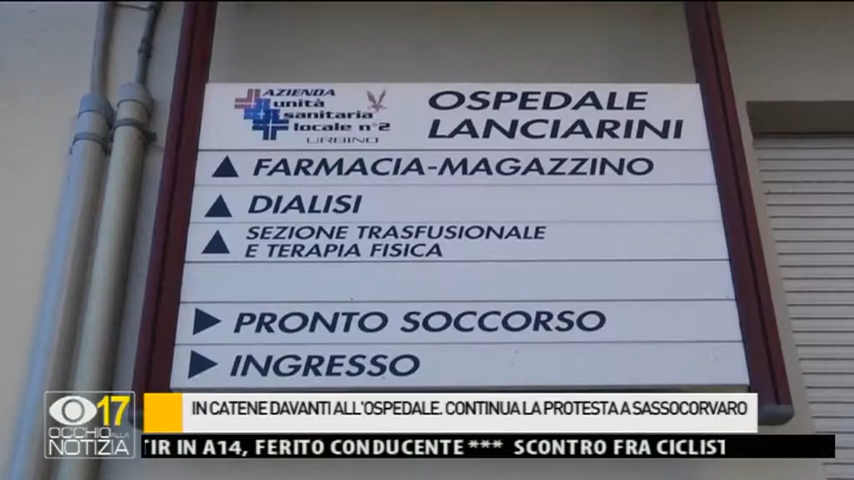 AZIENDA
unità
sanitaria
locale n°2
URBINO
OSPEDALE
LANCIARINI
FARMACIA-MAGAZZINO
DIALISI
SEZIONE TRASFUSIONALE
E TERAPIA FISICA
PRONTO SOCCORSO
INGRESSO
17
OCCHIO ALLA
NOTIZIA
IN CATENE DAVANTI ALL'OSPEDALE. CONTINUA LA PROTESTA A SASSOCORVARO
TIR IN A14, FERITO CONDUCENTE *** SCONTRO FRA CICLIST